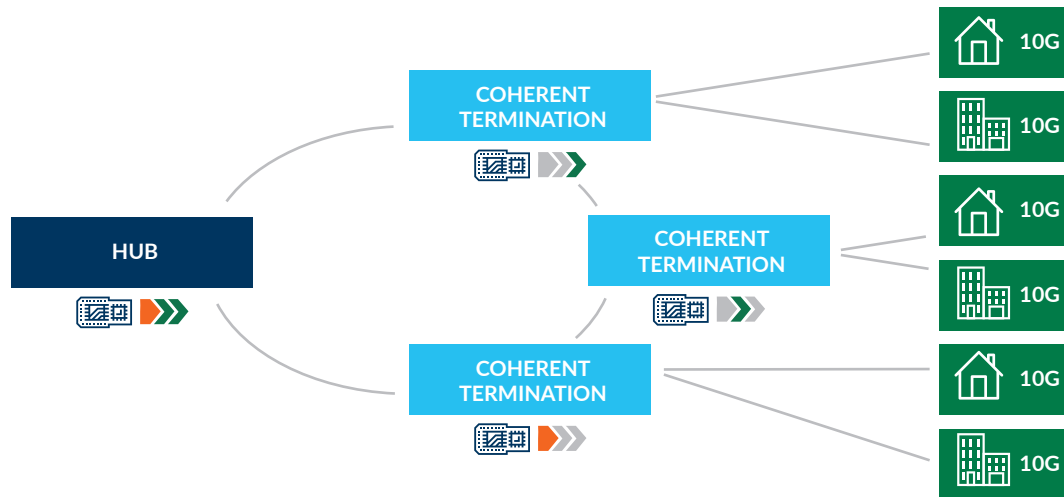 COHERENT
TERMINATION
HUB
COHERENT
TERMINATION
COHERENT
TERMINATION
10G
10G
10G
10G
10G
10G